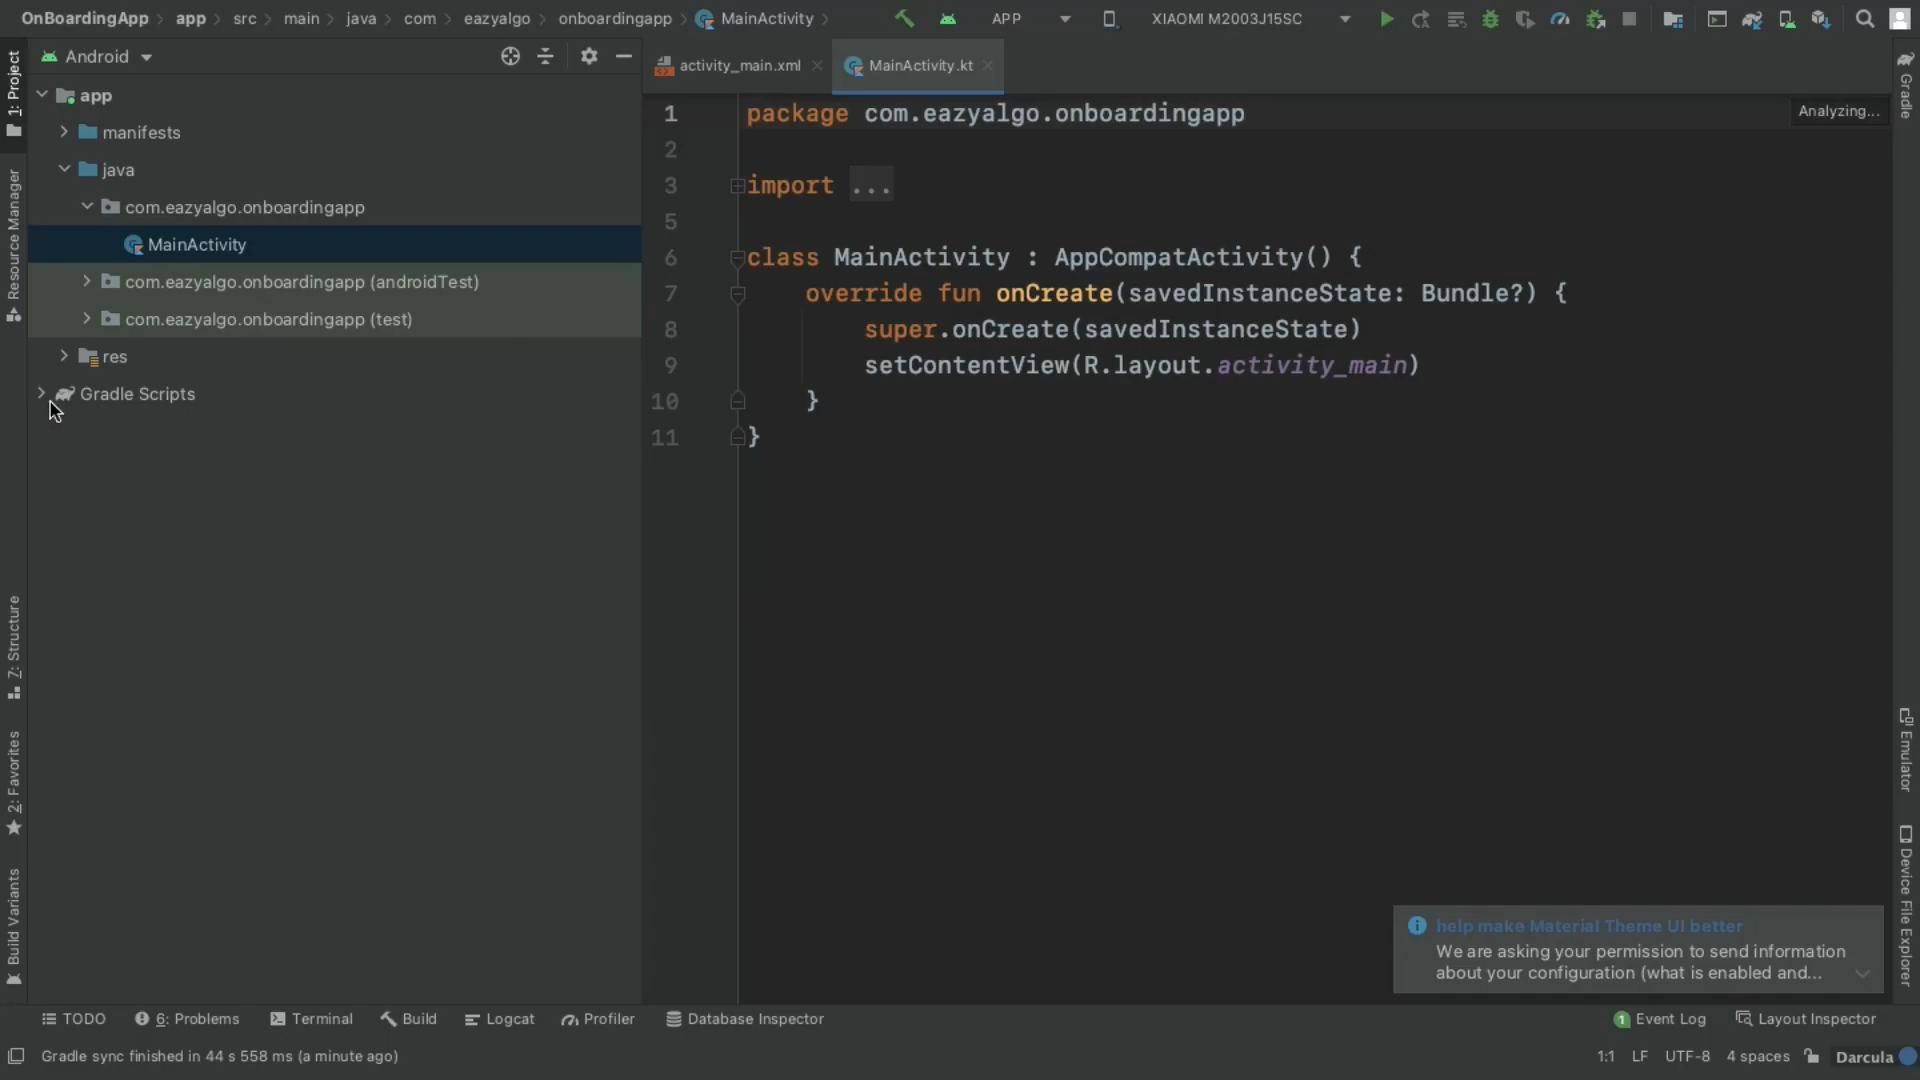 OnBoardingApp app src main java com eazyalgo onboardingapp MainActivity APP XIAOMI M2003J15SC
1: Project
Resource Manager
Z: Structure
2: Favorites
Build Variants
Android
app
manifests
java
com.eazyalgo.onboardingapp
MainActivity
com.eazyalgo.onboardingapp (androidTest)
com.eazyalgo.onboardingapp (test)
res
Gradle Scripts
activity_main.xml MainActivity.kt
Analyzing...
1 package com.eazyalgo.onboardingapp
2
3 import ...
5
6 class MainActivity : AppCompatActivity() {
7 override fun onCreate(savedInstanceState: Bundle?) {
8 super.onCreate(savedInstanceState)
9 setContentView(R.layout.activity_main)
10 }
11 }
Gradle
Emulator
Device File Explorer
help make Material Theme UI better
We are asking your permission to send information
about your configuration (what is enabled and...
TODO 6: Problems Terminal Build Logcat Profiler Database Inspector 1 Event Log Layout Inspector
Gradle sync finished in 44 s 558 ms (a minute ago) 1:1 LF UTF-8 4 spaces Darcula